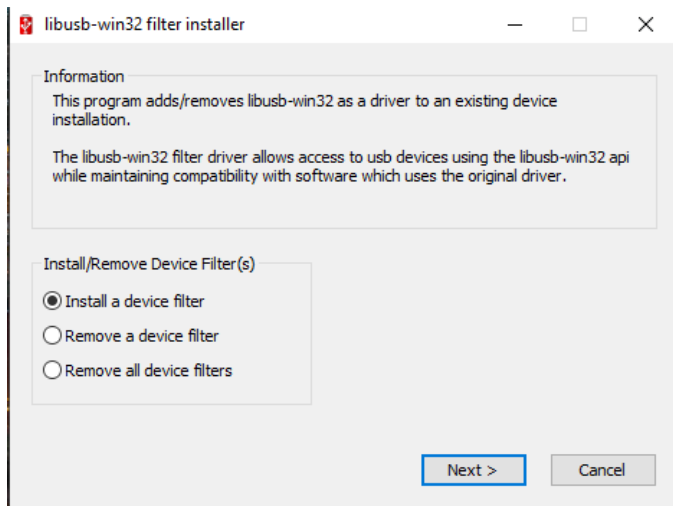 libusb-win32 filter installer
Information
This program adds/removes libusb-win32 as a driver to an existing device
installation.
The libusb-win32 filter driver allows access to usb devices using the libusb-win32 api
while maintaining compatibility with software which uses the original driver.
Install/Remove Device Filter(s)
Install a device filter
Remove a device filter
Remove all device filters
Next >
Cancel